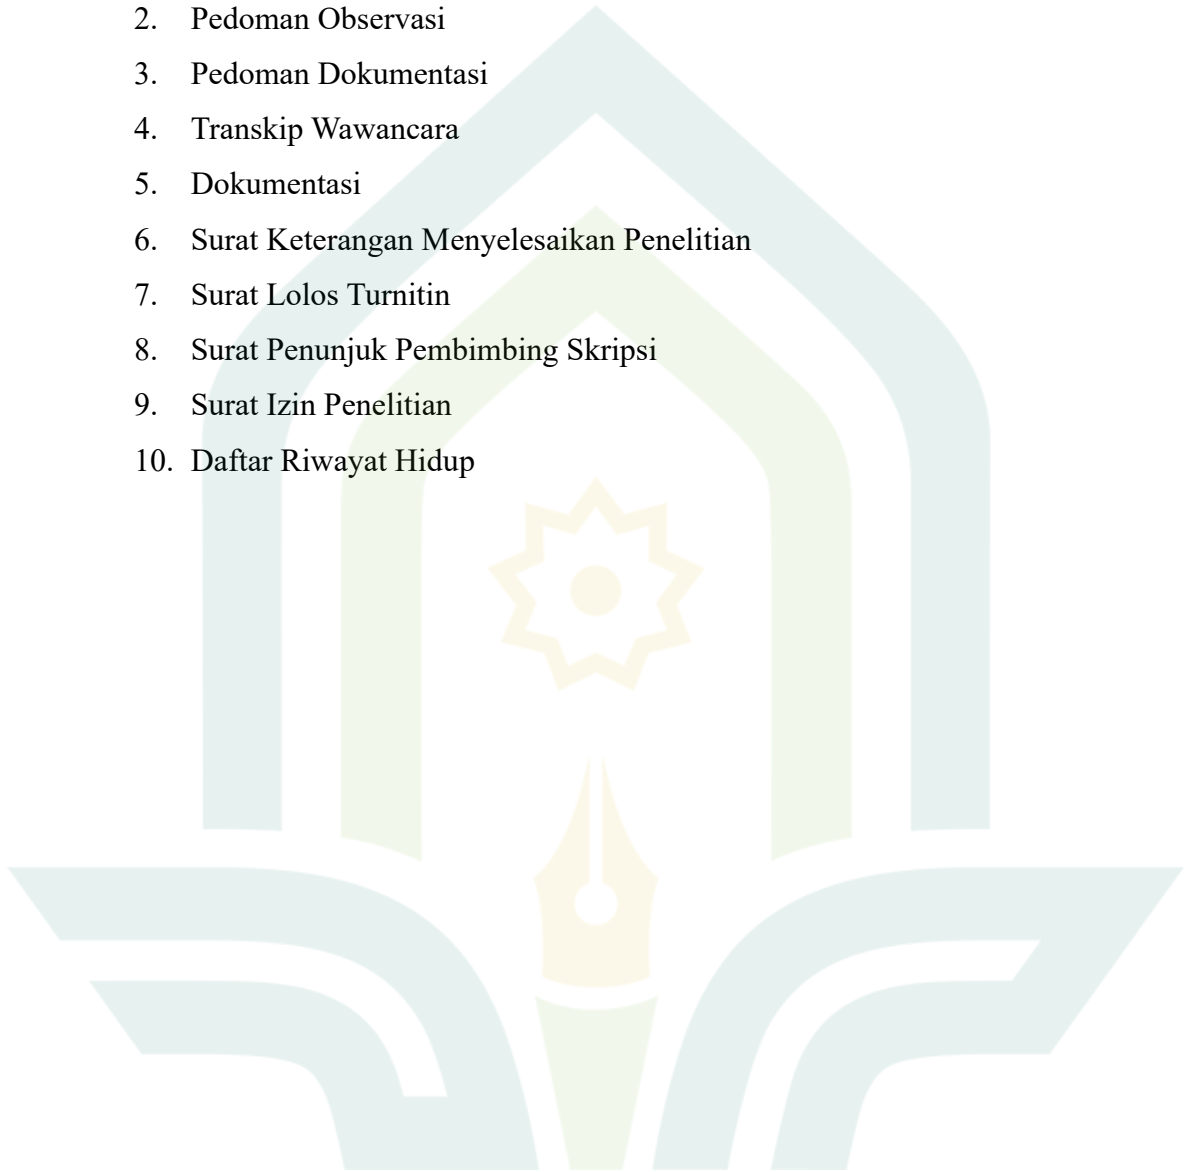 2. Pedoman Observasi
3. Pedoman Dokumentasi
4. Transkip Wawancara
5. Dokumentasi
6. Surat Keterangan Menyelesaikan Penelitian
7. Surat Lolos Turnitin
8. Surat Penunjuk Pembimbing Skripsi
9. Surat Izin Penelitian
10. Daftar Riwayat Hidup